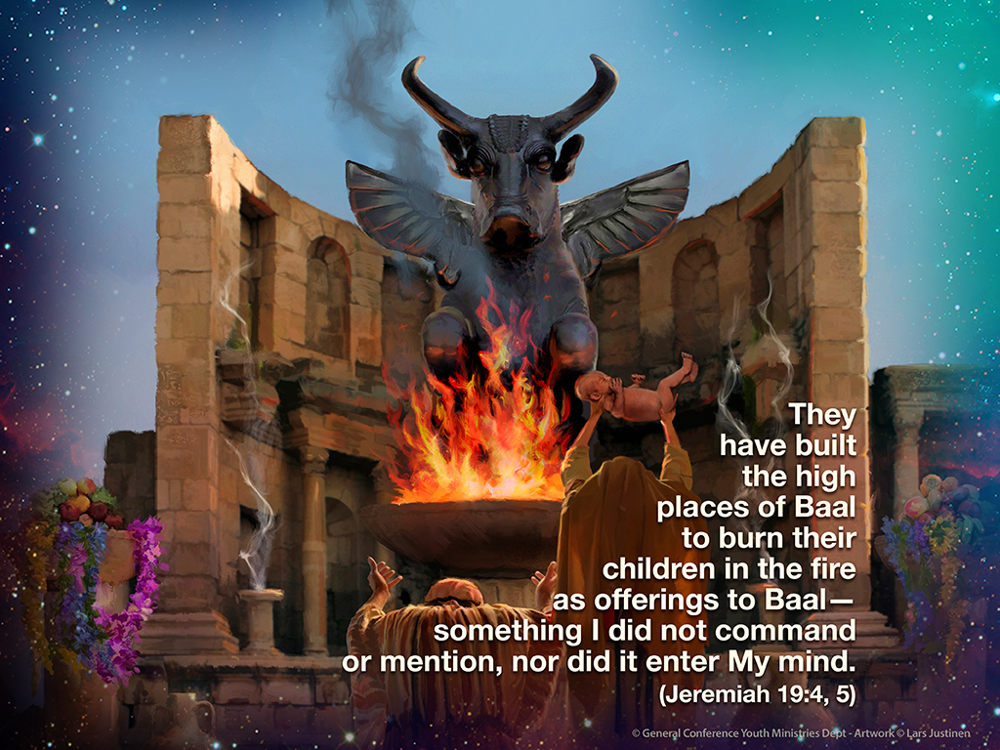 They
have built
the high
places of Baal
to burn their
children in the fire
as offerings to Baal—
something I did not command
or mention, nor did it enter My mind.
(Jeremiah 19:4, 5)
© General Conference Youth Ministries Dept - Artwork © Lars Justinen